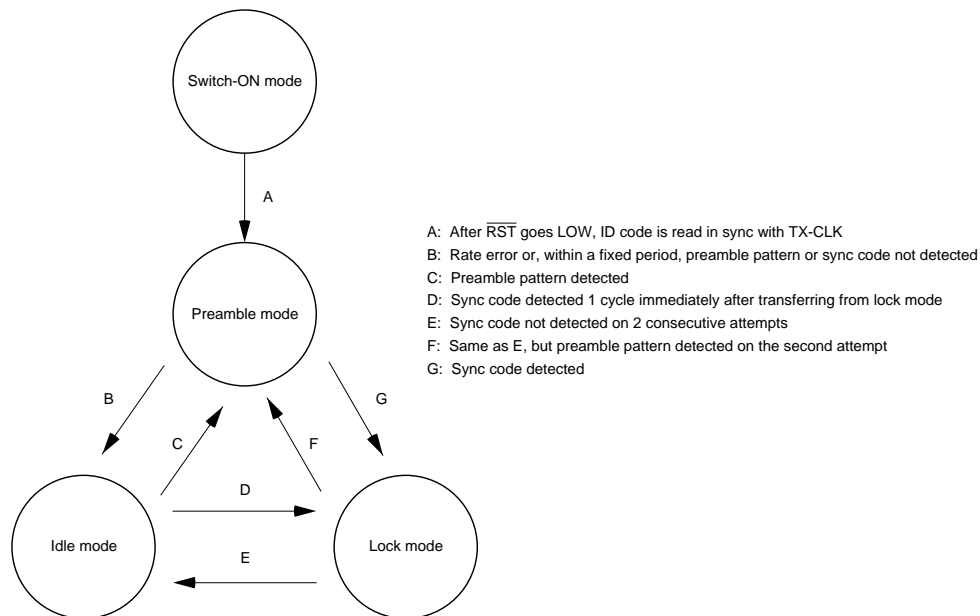 Switch-ON mode
A
A: After RST goes LOW, ID code is read in sync with TX-CLK
B: Rate error or, within a fixed period, preamble pattern or sync code not detected
C: Preamble pattern detected
D: Sync code detected 1 cycle immediately after transferring from lock mode
E: Sync code not detected on 2 consecutive attempts
F: Same as E, but preamble pattern detected on the second attempt
G: Sync code detected
Preamble mode
B
G
C
F
D
Idle mode
Lock mode
E